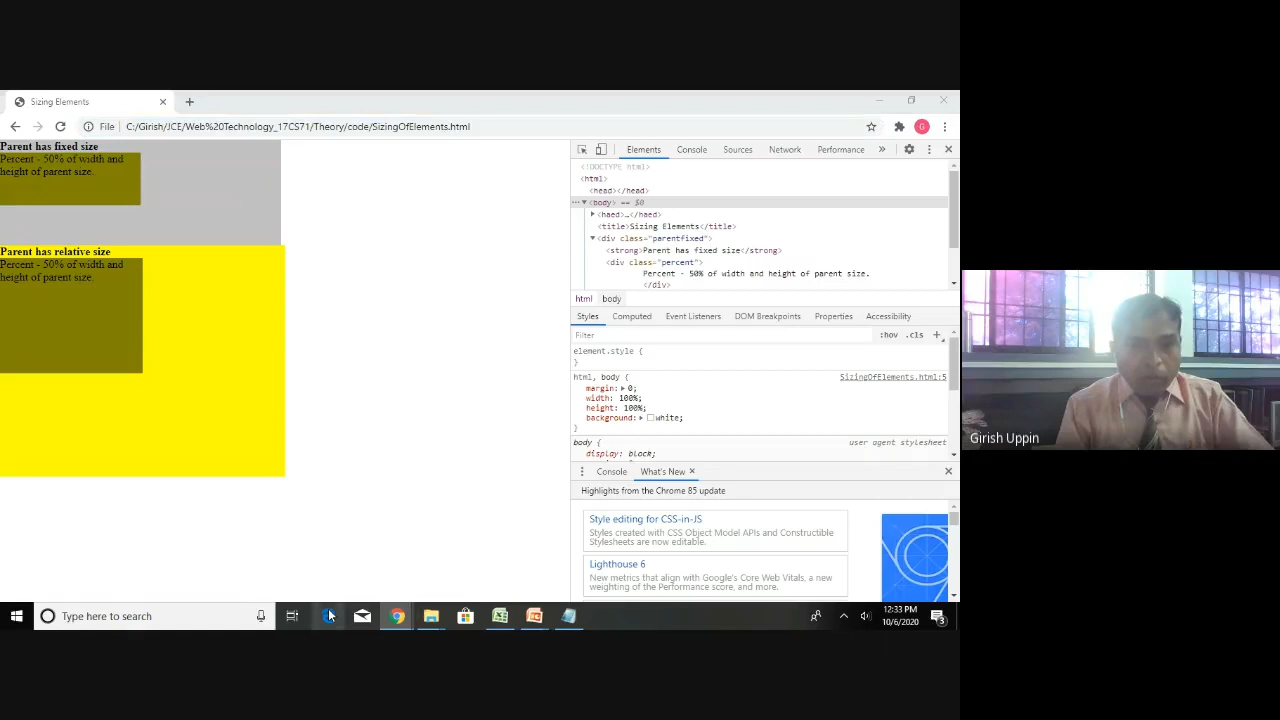 Sizing Elements
File | C:/Girish/JCE/Web%20Technology_17CS71/Theory/code/SizingOfElements.html
G
Parent has fixed size
Percent - 50% of width and
height of parent size.
Parent has relative size
Percent - 50% of width and
height of parent size.
Elements Console Sources Network Performance »
<!DOCTYPE html>
<html>
<head></head>
<body> == $0
<haed>…</haed>
<title>Sizing Elements</title>
<div class="parentfixed">
<strong>Parent has fixed size</strong>
<div class="percent">
Percent - 50% of width and height of parent size.
</div>
html body
Styles Computed Event Listeners DOM Breakpoints Properties Accessibility
Filter :hov .cls +
element.style {
}
html, body { SizingOfElements.html:5
margin: 0;
width: 100%;
height: 100%;
background: white;
}
body { user agent stylesheet
display: block;
Console What's New ×
Highlights from the Chrome 85 update
Style editing for CSS-in-JS
Styles created with CSS Object Model APIs and Constructible
Stylesheets are now editable.
Lighthouse 6
New metrics that align with Google's Core Web Vitals, a new
weighting of the Performance score, and more.
Type here to search
12:33 PM
10/6/2020
3
Girish Uppin